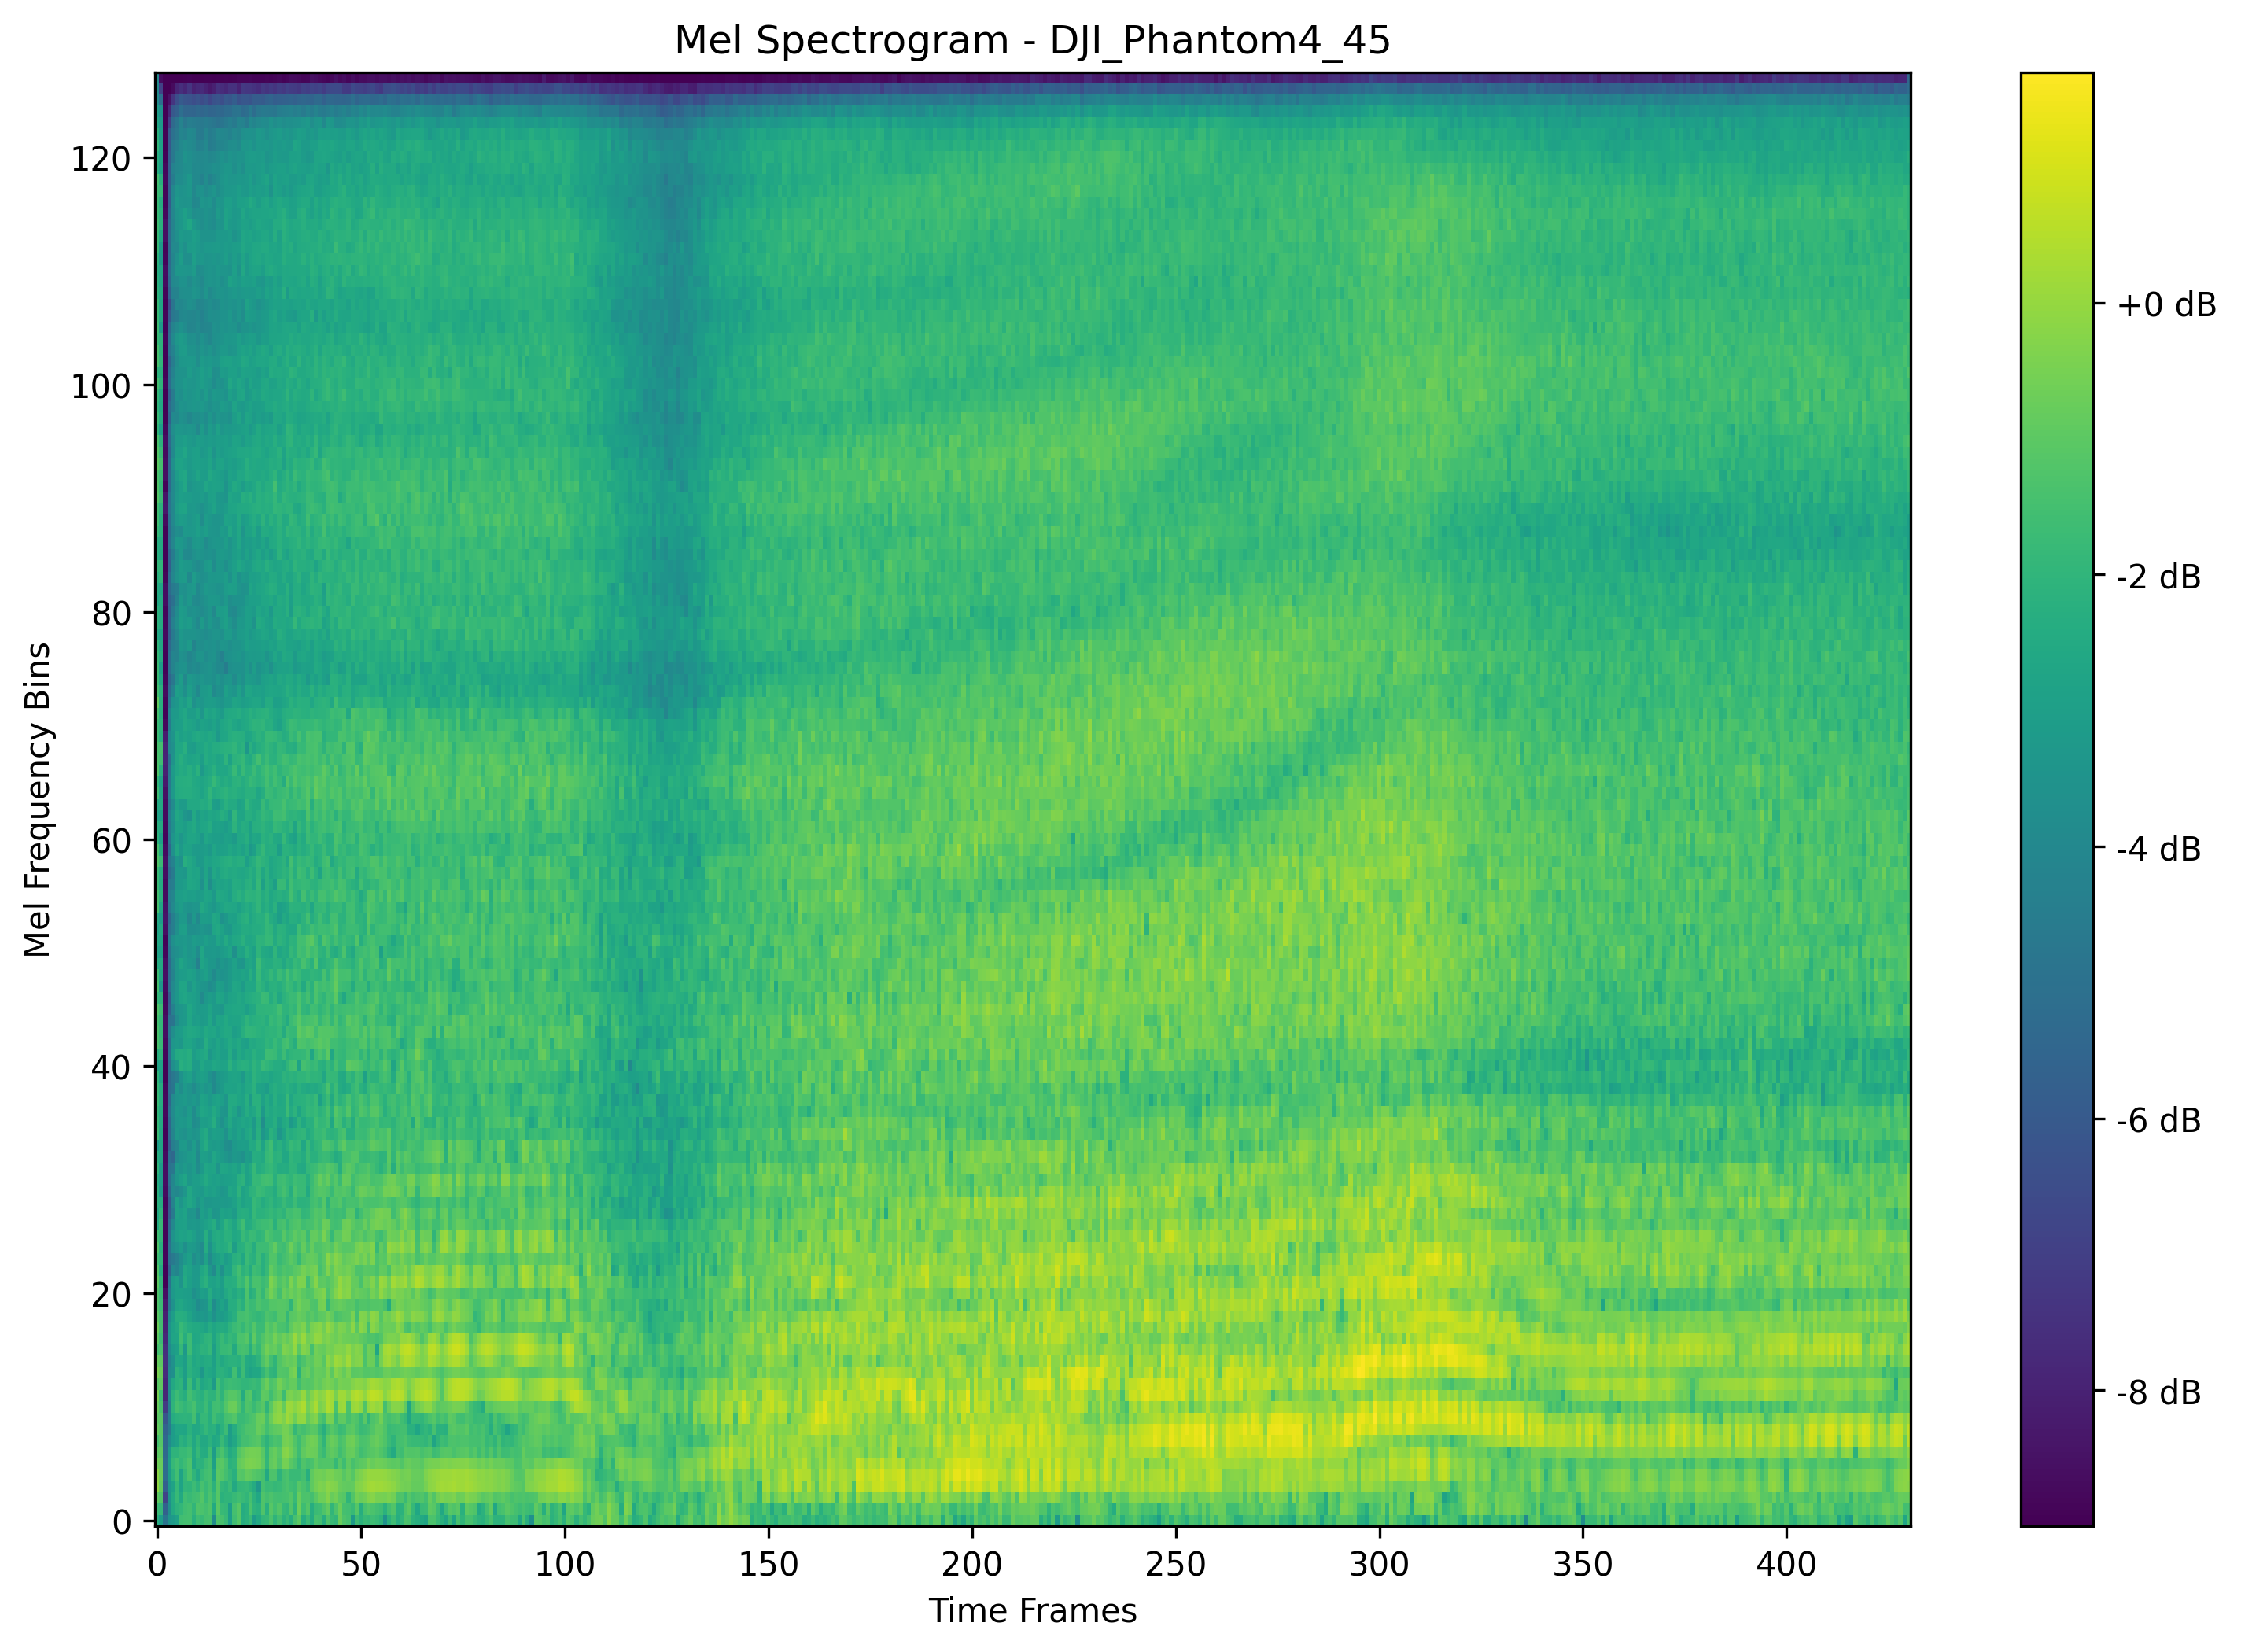 Mel Spectrogram - DJI_Phantom4_45
Mel Frequency Bins
120
100
80
60
40
20
0
0 50 100 150 200 250 300 350 400
Time Frames
+0 dB
-2 dB
-4 dB
-6 dB
-8 dB